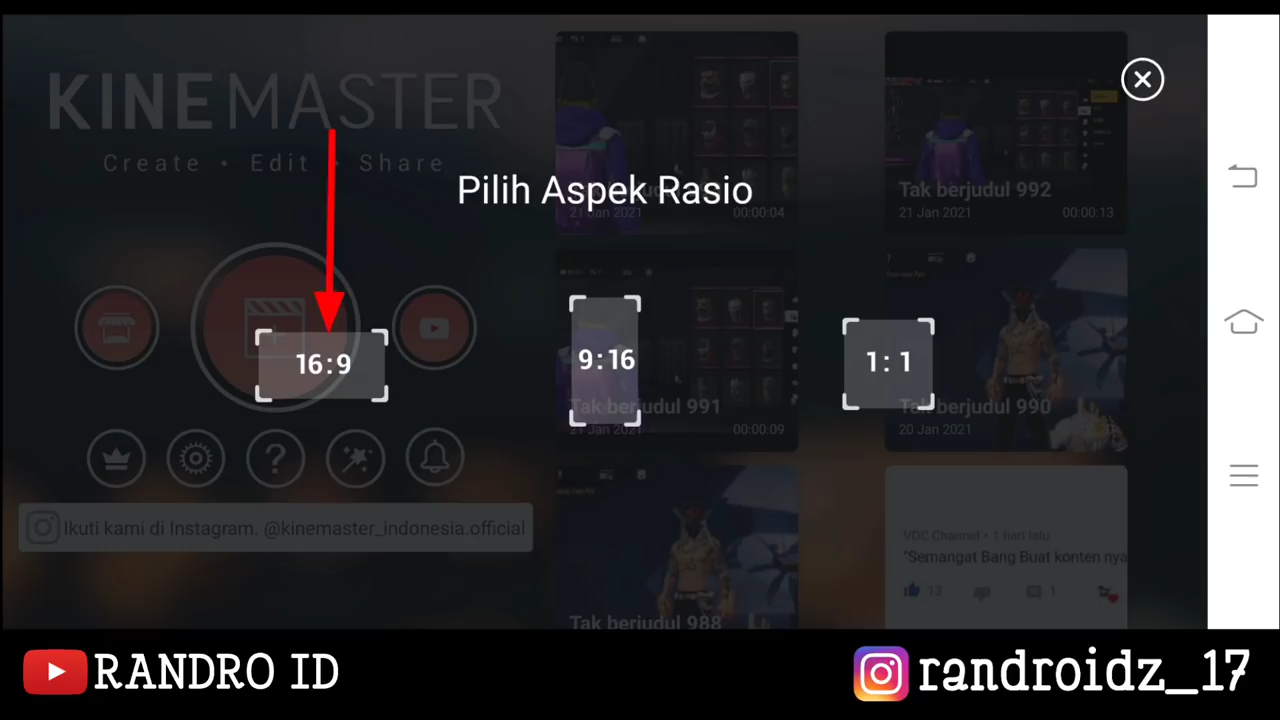 KINEMASTER
Create • Edit • Share
Pilih Aspek Rasio
Tak berjudul 992
21 Jan 2021
00:00:04
21 Jan 2021
00:00:13
16:9
9:16
1:1
Tak berjudul 991
21 Jan 2021
00:00:09
Tak berjudul 990
20 Jan 2021
?
Ikuti kami di Instagram. @kinemaster_indonesia.official
VDC Channel • 1 hari lalu
"Semangat Bang Buat konten nya
13
1
Tak berjudul 988
RANDRO ID
randroidz_17